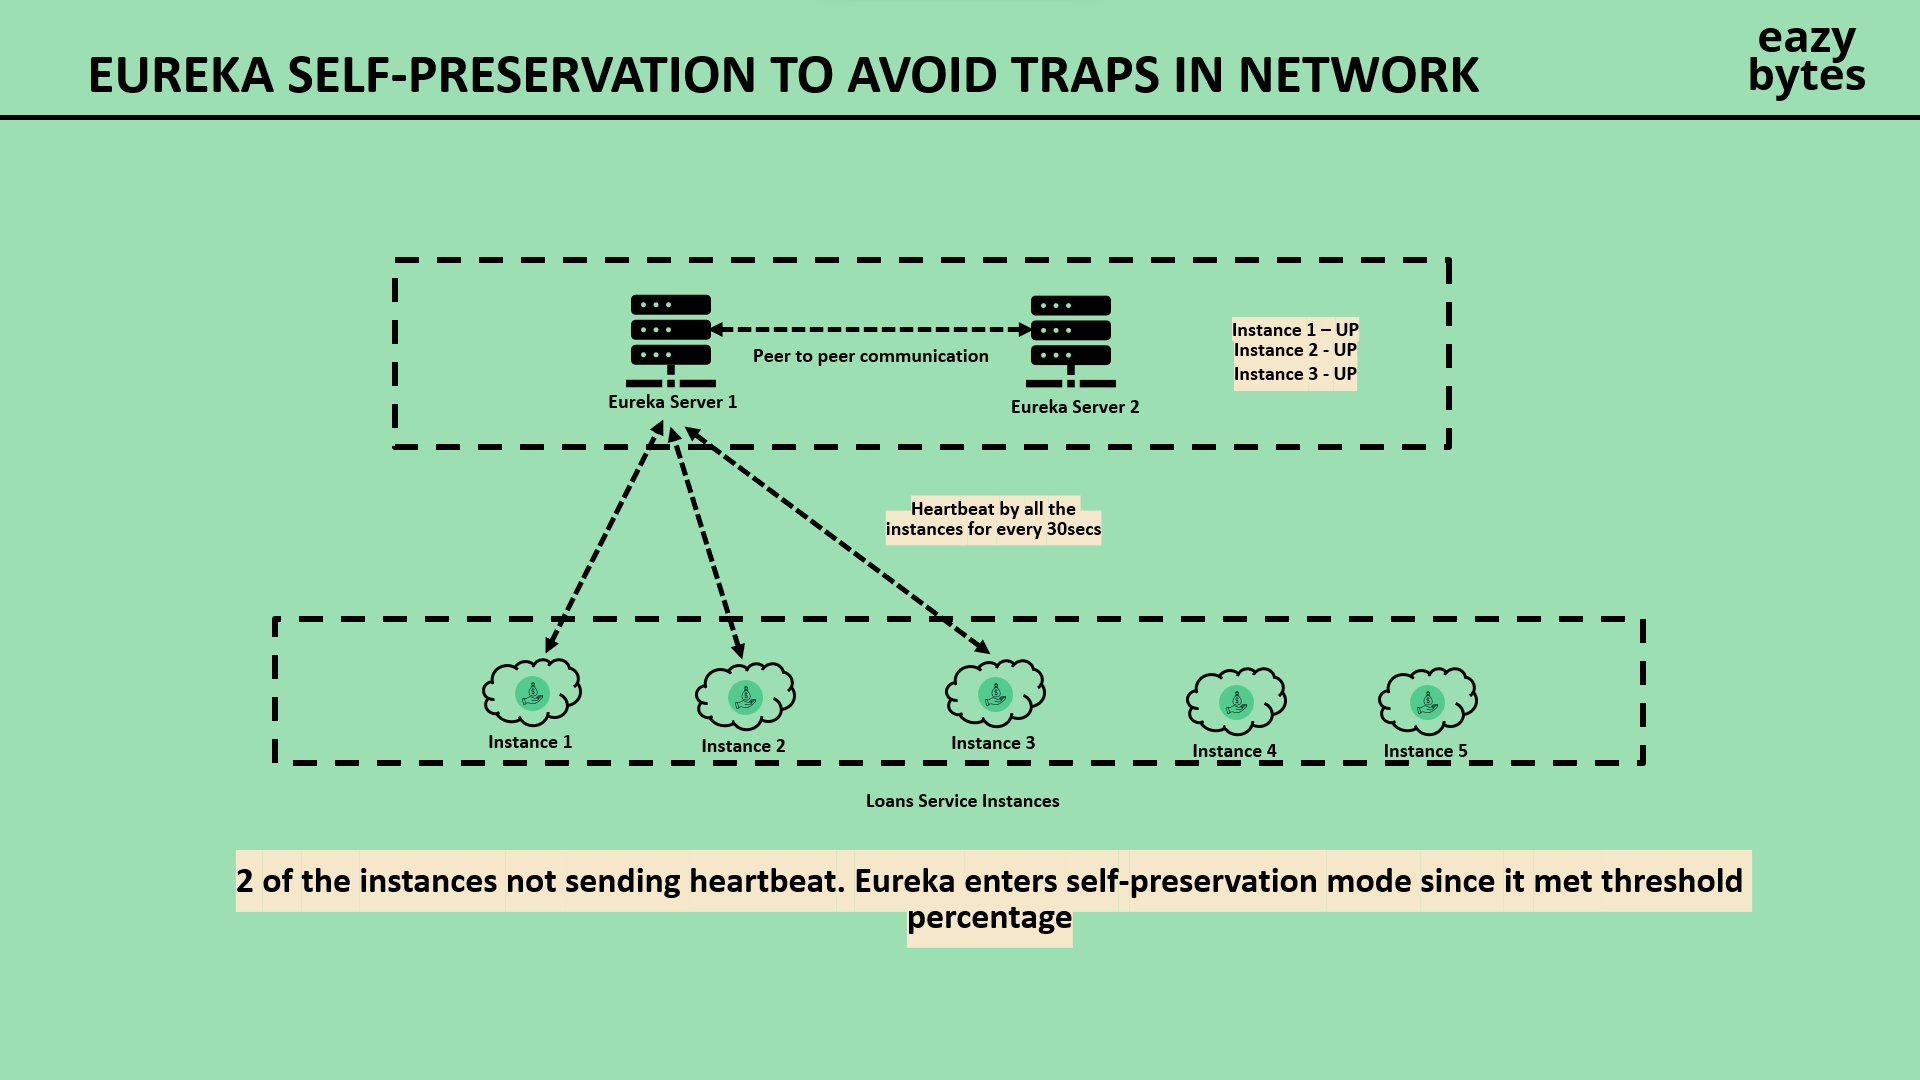 EUREKA SELF-PRESERVATION TO AVOID TRAPS IN NETWORK
eazy
bytes
Peer to peer communication
Eureka Server 1
Eureka Server 2
Instance 1 – UP
Instance 2 - UP
Instance 3 - UP
Heartbeat by all the
instances for every 30secs
Instance 1
Instance 2
Instance 3
Instance 4
Instance 5
Loans Service Instances
2 of the instances not sending heartbeat. Eureka enters self-preservation mode since it met threshold
percentage